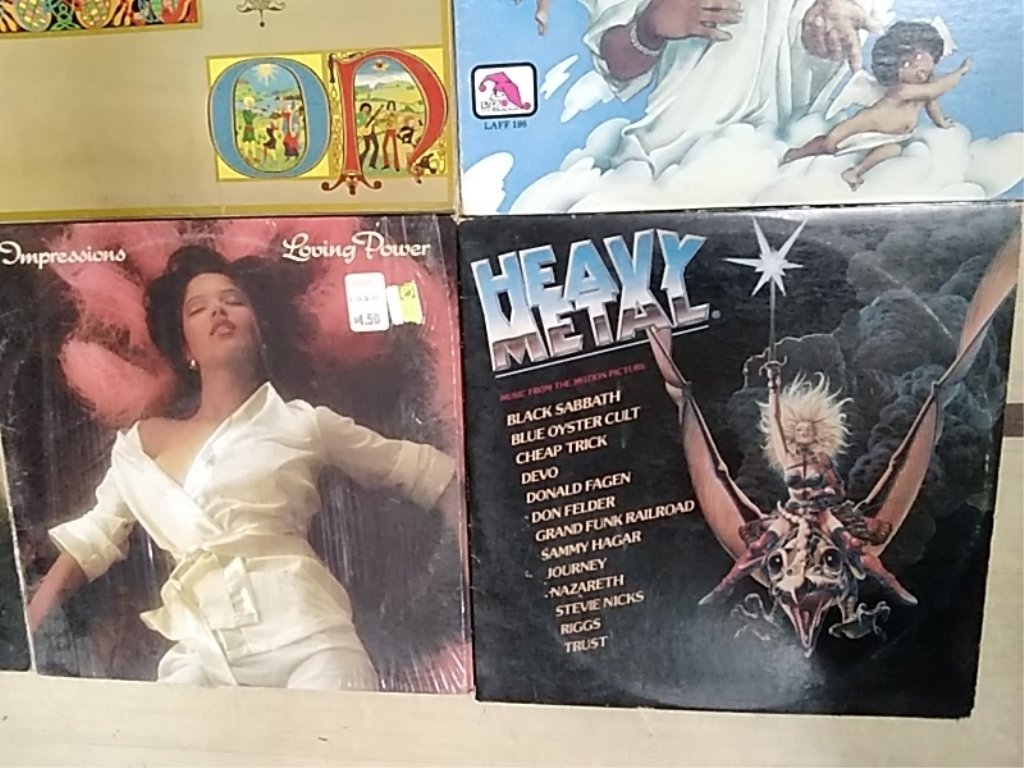 ON
LAFF 198
Impressions
Loving Power
$4.50
HEAVY
METAL
MUSIC FROM THE MOTION PICTURE
BLACK SABBATH
BLUE OYSTER CULT
CHEAP TRICK
DEVO
DONALD FAGEN
DON FELDER
GRAND FUNK RAILROAD
SAMMY HAGAR
JOURNEY
NAZARETH
STEVIE NICKS
RIGGS
TRUST